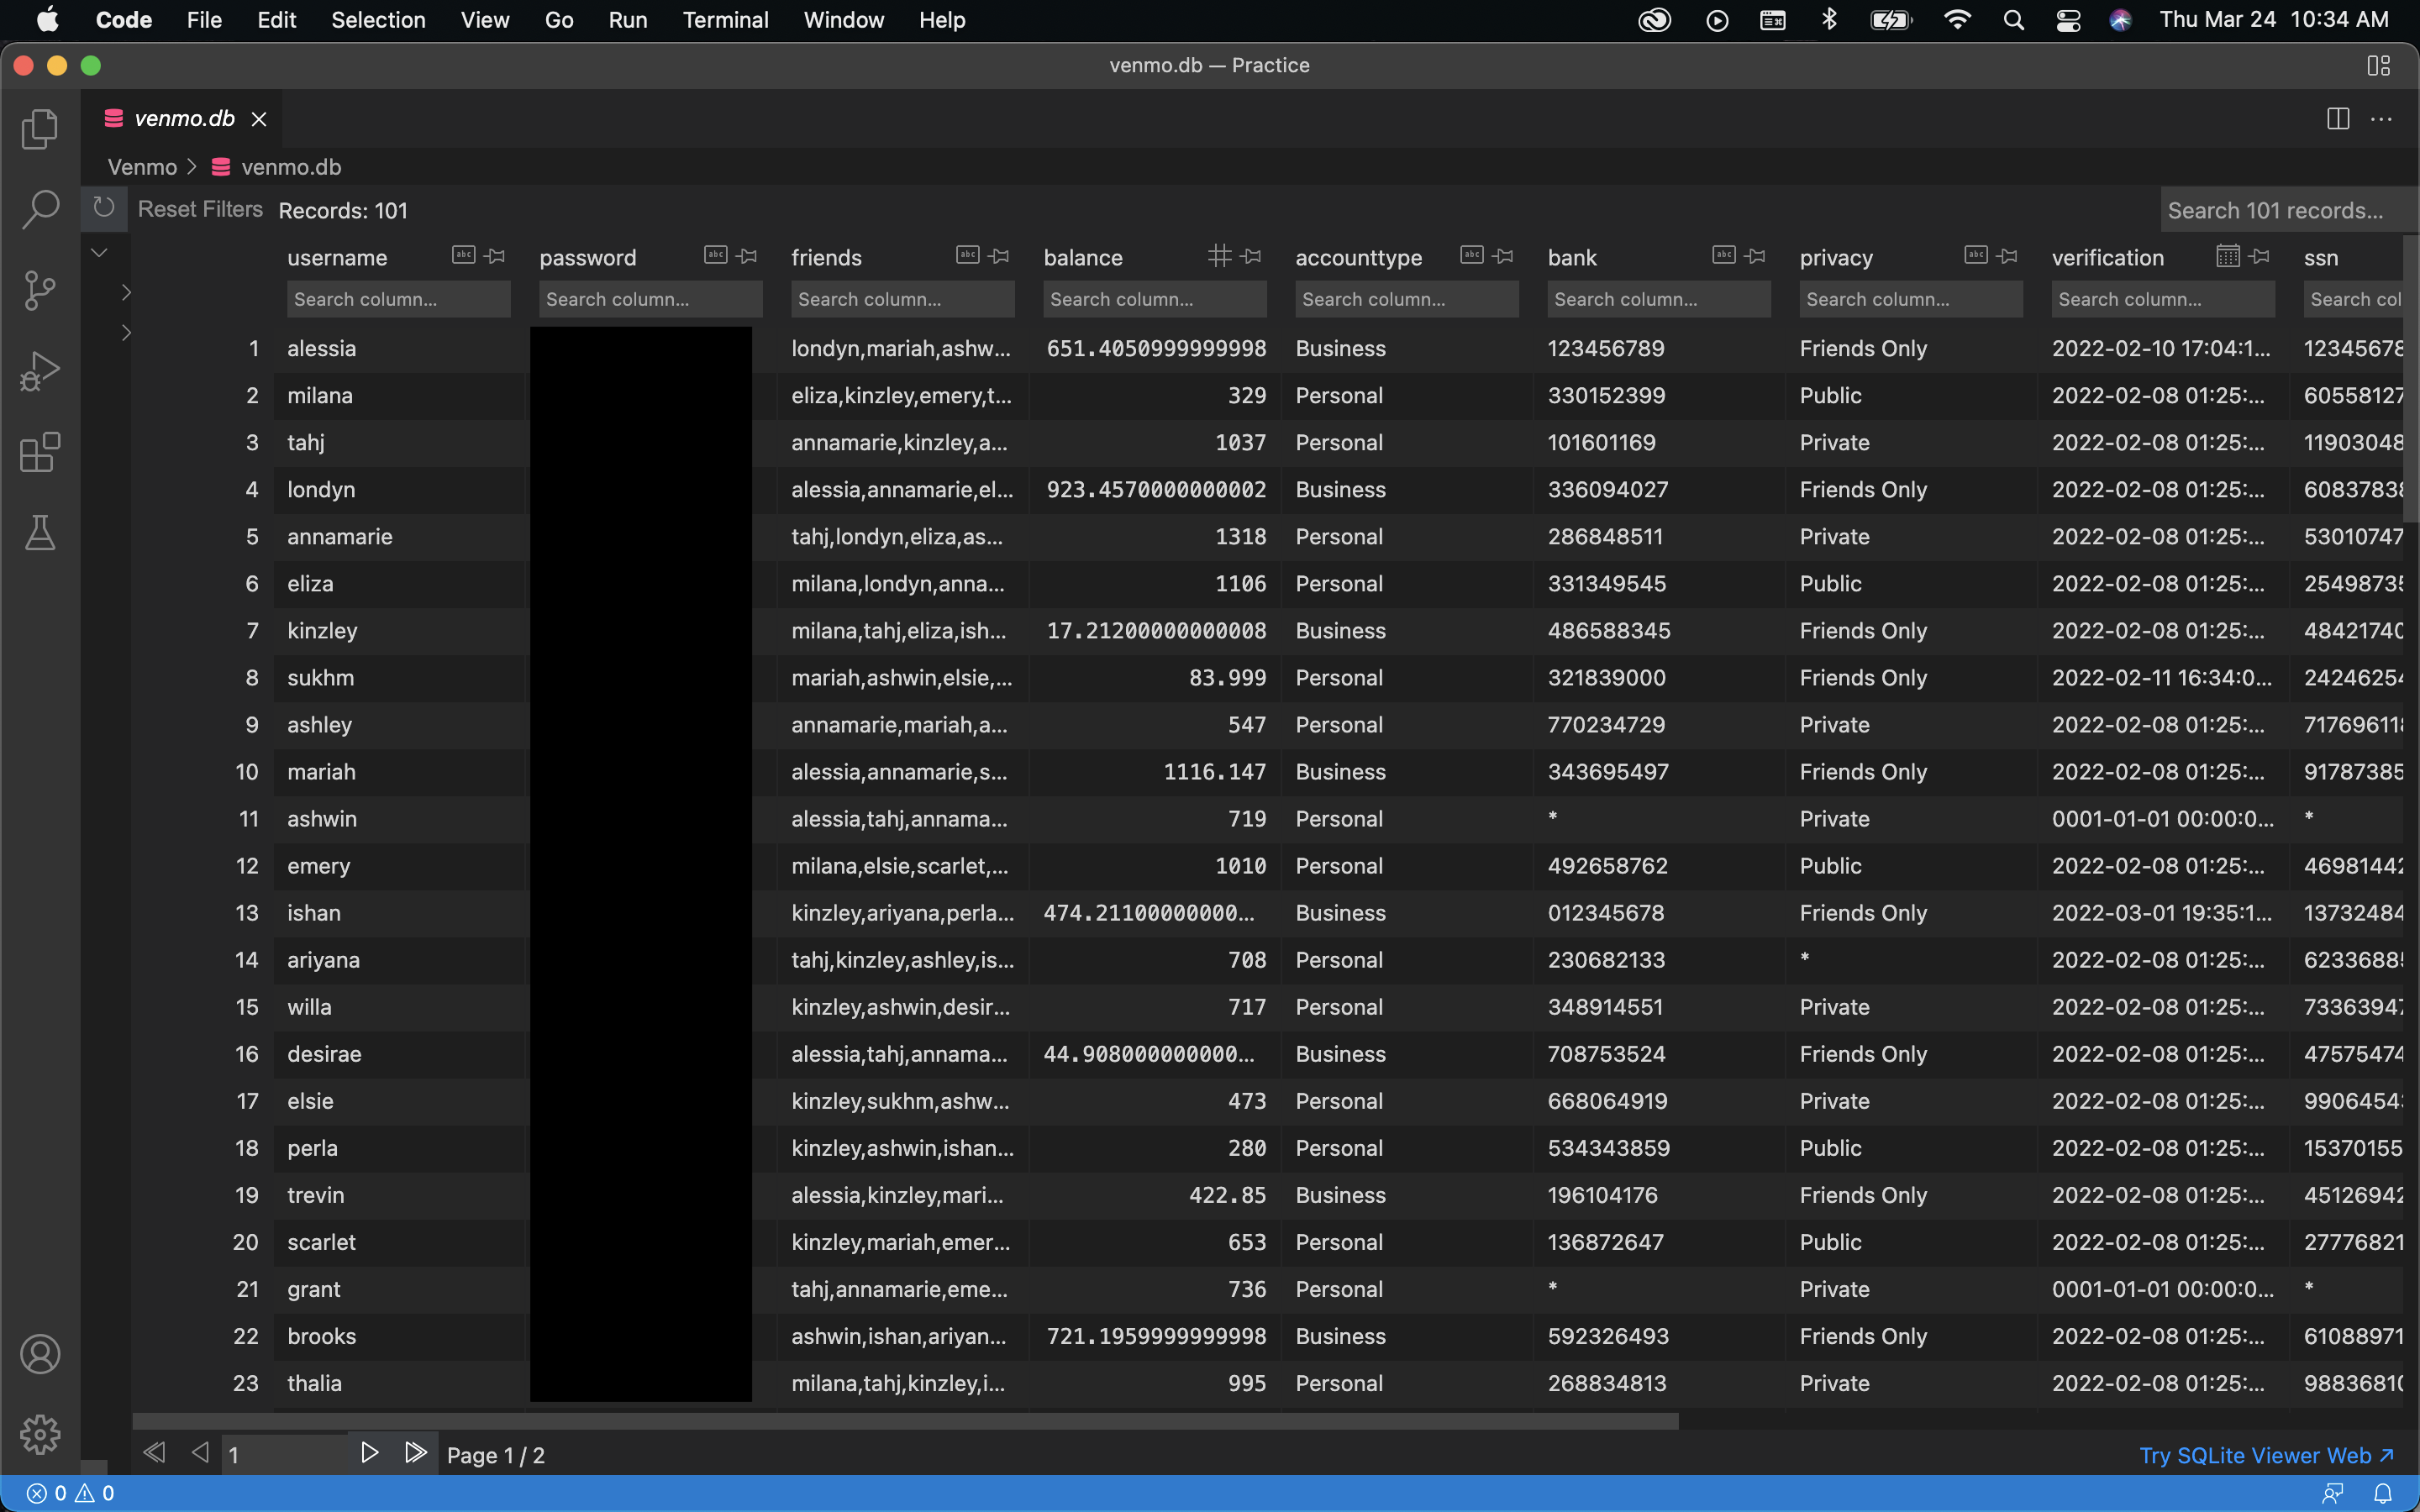 Code File Edit Selection View Go Run Terminal Window Help Thu Mar 24 10:34 AM
venmo.db — Practice
venmo.db
Venmo > venmo.db
Reset Filters Records: 101 Search 101 records...
username password friends balance accounttype bank privacy verification ssn
Search column... Search column... Search column... Search column... Search column... Search column... Search column... Search column... Search col
1 alessia londyn,mariah,ashw... 651.4050999999998 Business 123456789 Friends Only 2022-02-10 17:04:1... 12345678
2 milana eliza,kinzley,emery,t... 329 Personal 330152399 Public 2022-02-08 01:25:... 60558127
3 tahj annamarie,kinzley,a... 1037 Personal 101601169 Private 2022-02-08 01:25:... 11903048
4 londyn alessia,annamarie,el... 923.4570000000002 Business 336094027 Friends Only 2022-02-08 01:25:... 60837838
5 annamarie tahj,londyn,eliza,as... 1318 Personal 286848511 Private 2022-02-08 01:25:... 53010747
6 eliza milana,londyn,anna... 1106 Personal 331349545 Public 2022-02-08 01:25:... 25498735
7 kinzley milana,tahj,eliza,ish... 17.21200000000008 Business 486588345 Friends Only 2022-02-08 01:25:... 48421740
8 sukhm mariah,ashwin,elsie,... 83.999 Personal 321839000 Friends Only 2022-02-11 16:34:0... 24246254
9 ashley annamarie,mariah,a... 547 Personal 770234729 Private 2022-02-08 01:25:... 71769611
10 mariah alessia,annamarie,s... 1116.147 Business 343695497 Friends Only 2022-02-08 01:25:... 91787385
11 ashwin alessia,tahj,annama... 719 Personal * Private 0001-01-01 00:00:0... *
12 emery milana,elsie,scarlet,... 1010 Personal 492658762 Public 2022-02-08 01:25:... 46981442
13 ishan kinzley,ariyana,perla... 474.21100000000... Business 012345678 Friends Only 2022-03-01 19:35:1... 13732484
14 ariyana tahj,kinzley,ashley,is... 708 Personal 230682133 * 2022-02-08 01:25:... 62336885
15 willa kinzley,ashwin,desir... 717 Personal 348914551 Private 2022-02-08 01:25:... 73363947
16 desirae alessia,tahj,annama... 44.908000000000... Business 708753524 Friends Only 2022-02-08 01:25:... 47575474
17 elsie kinzley,sukhm,ashw... 473 Personal 668064919 Private 2022-02-08 01:25:... 9906454
18 perla kinzley,ashwin,ishan... 280 Personal 534343859 Public 2022-02-08 01:25:... 15370155
19 trevin alessia,kinzley,mari... 422.85 Business 196104176 Friends Only 2022-02-08 01:25:... 45126942
20 scarlet kinzley,mariah,emer... 653 Personal 136872647 Public 2022-02-08 01:25:... 27776821
21 grant tahj,annamarie,eme... 736 Personal * Private 0001-01-01 00:00:0... *
22 brooks ashwin,ishan,ariyan... 721.1959999999998 Business 592326493 Friends Only 2022-02-08 01:25:... 61088971
23 thalia milana,tahj,kinzley,i... 995 Personal 268834813 Private 2022-02-08 01:25:... 98836810
1 Page 1 / 2 Try SQLite Viewer Web
0 0